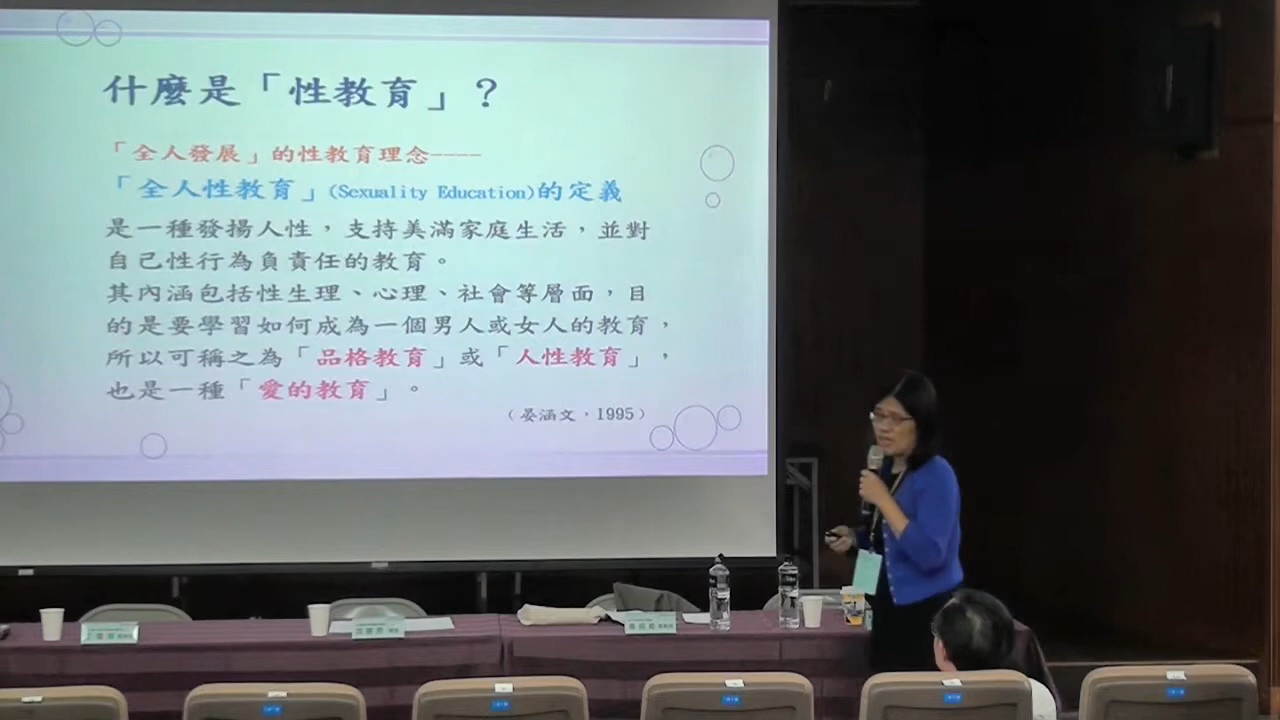 什麼是「性教育」？
「全人發展」的性教育理念----
「全人性教育」(Sexuality Education)的定義
是一種發揚人性，支持美滿家庭生活，並對
自己性行為負責任的教育。
其內涵包括性生理、心理、社會等層面，目
的是要學習如何成為一個男人或女人的教育，
所以可稱之為「品格教育」或「人性教育」，
也是一種「愛的教育」。
（晏涵文，1995）